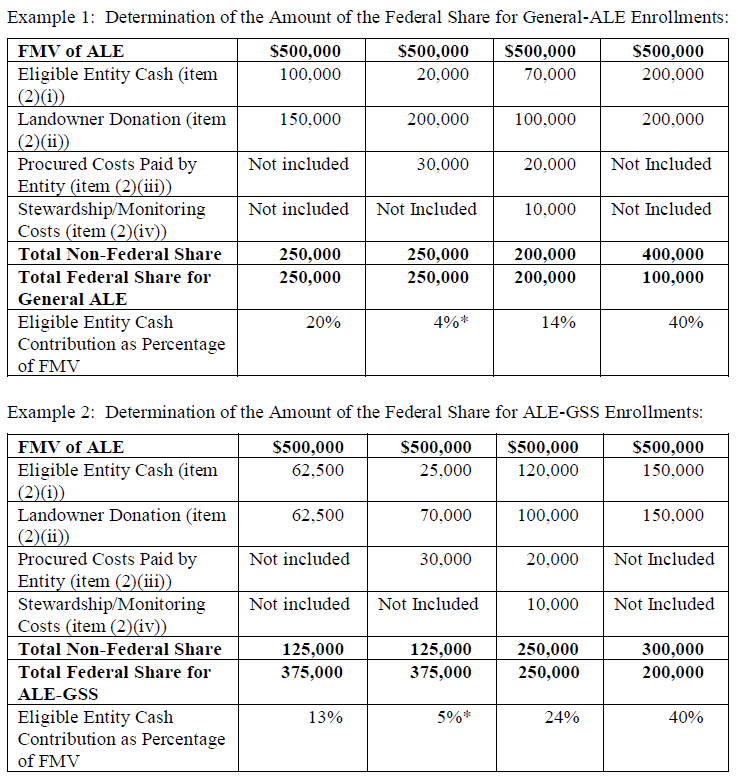 Example 1:  Determination of the Amount of the Federal Share for General-ALE Enrollments:
FMV of ALE $500,000 $500,000 $500,000 $500,000
Eligible Entity Cash (item 100,000 20,000 70,000 200,000
(2)(i))
Landowner Donation (item 150,000 200,000 100,000 200,000
(2)(ii))
Procured Costs Paid by Not included 30,000 20,000 Not Included
Entity (item (2)(iii))
Stewardship/Monitoring Not included Not Included 10,000 Not Included
Costs (item (2)(iv))
Total Non-Federal Share 250,000 250,000 200,000 400,000
Total Federal Share for 250,000 250,000 200,000 100,000
General ALE
Eligible Entity Cash 20% 4%* 14% 40%
Contribution as Percentage
of FMV
Example 2:  Determination of the Amount of the Federal Share for ALE-GSS Enrollments:
FMV of ALE $500,000 $500,000 $500,000 $500,000
Eligible Entity Cash (item 62,500 25,000 120,000 150,000
(2)(i))
Landowner Donation (item 62,500 70,000 100,000 150,000
(2)(ii))
Procured Costs Paid by Not included 30,000 20,000 Not Included
Entity (item (2)(iii))
Stewardship/Monitoring Not included Not Included 10,000 Not Included
Costs (item (2)(iv))
Total Non-Federal Share 125,000 125,000 250,000 300,000
Total Federal Share for 375,000 375,000 250,000 200,000
ALE-GSS
Eligible Entity Cash 13% 5%* 24% 40%
Contribution as Percentage
of FMV